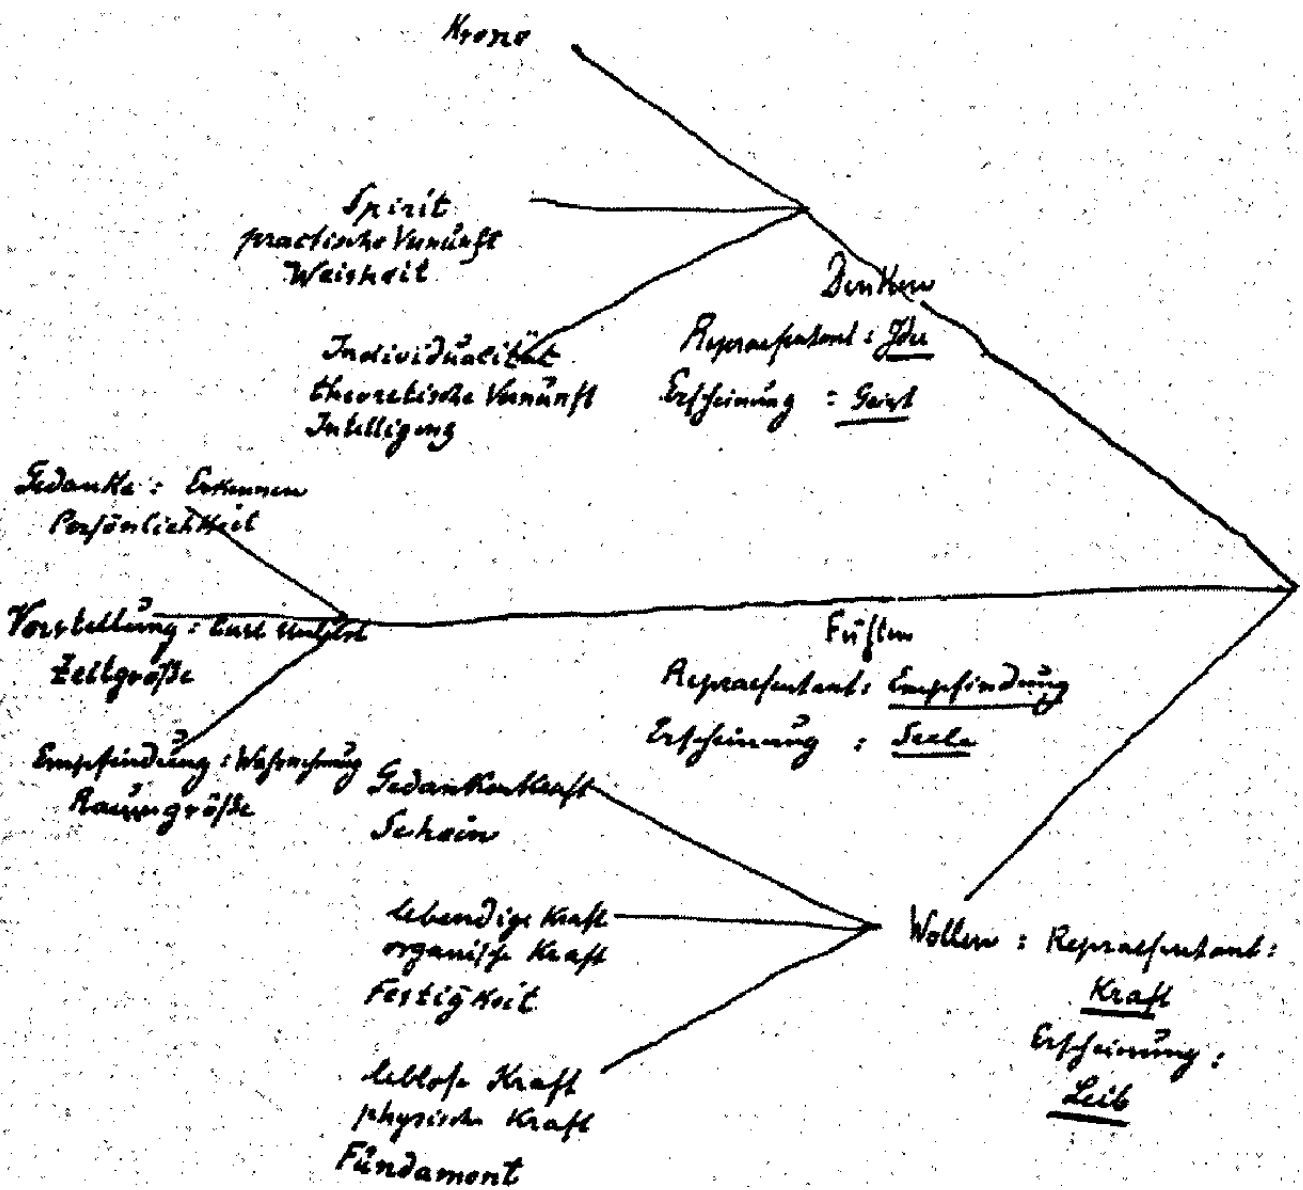 Krone
Spirit
practische Vernunft
Weisheit
Denken
Individualität
theoretische Vernunft
Intelligenz
Repraesentant : Idee
Erscheinung : Geist
Gedanke : Erkennen
Persönlichkeit
Vorstellung :
Zeitgröße
Empfindung : Wahrnehmung
Raumgröße
Fühlen
Repraesentant : Empfindung
Erscheinung : Seele
Gedankenkraft
Schein
lebendige Kraft
organische Kraft
Festigkeit
leblose Kraft
physische Kraft
Fundament
Wollen : Repraesentant :
Kraft
Erscheinung :
Leib